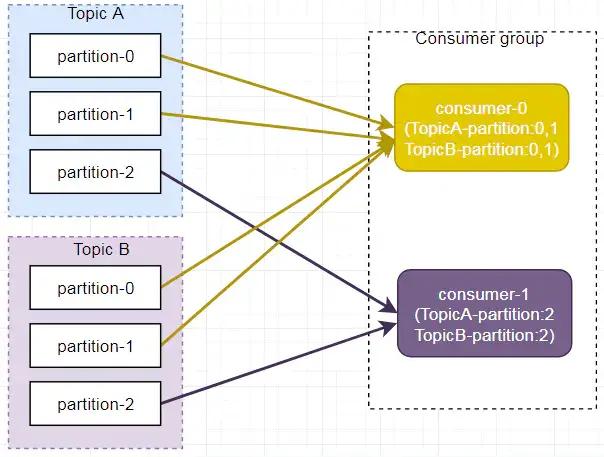 Topic A
partition-0
partition-1
partition-2
Topic B
partition-0
partition-1
partition-2
Consumer group
consumer-0
(TopicA-partition:0,1
TopicB-partition:0,1)
consumer-1
(TopicA-partition:2
TopicB-partition:2)